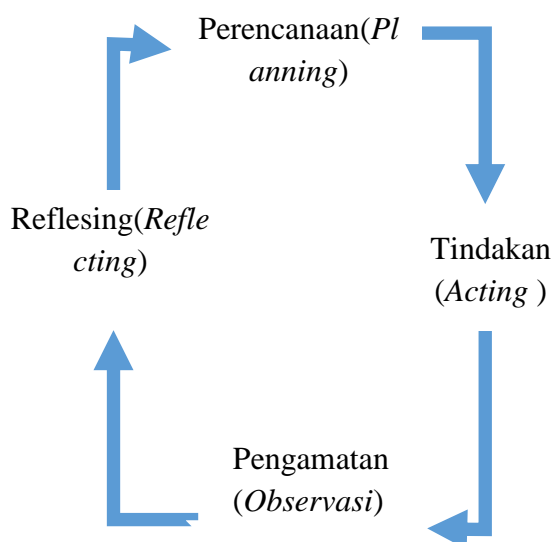 Perencanaan(Pl
anning)
Reflesing(Refle
cting)
Tindakan
(Acting )
Pengamatan
(Observasi)